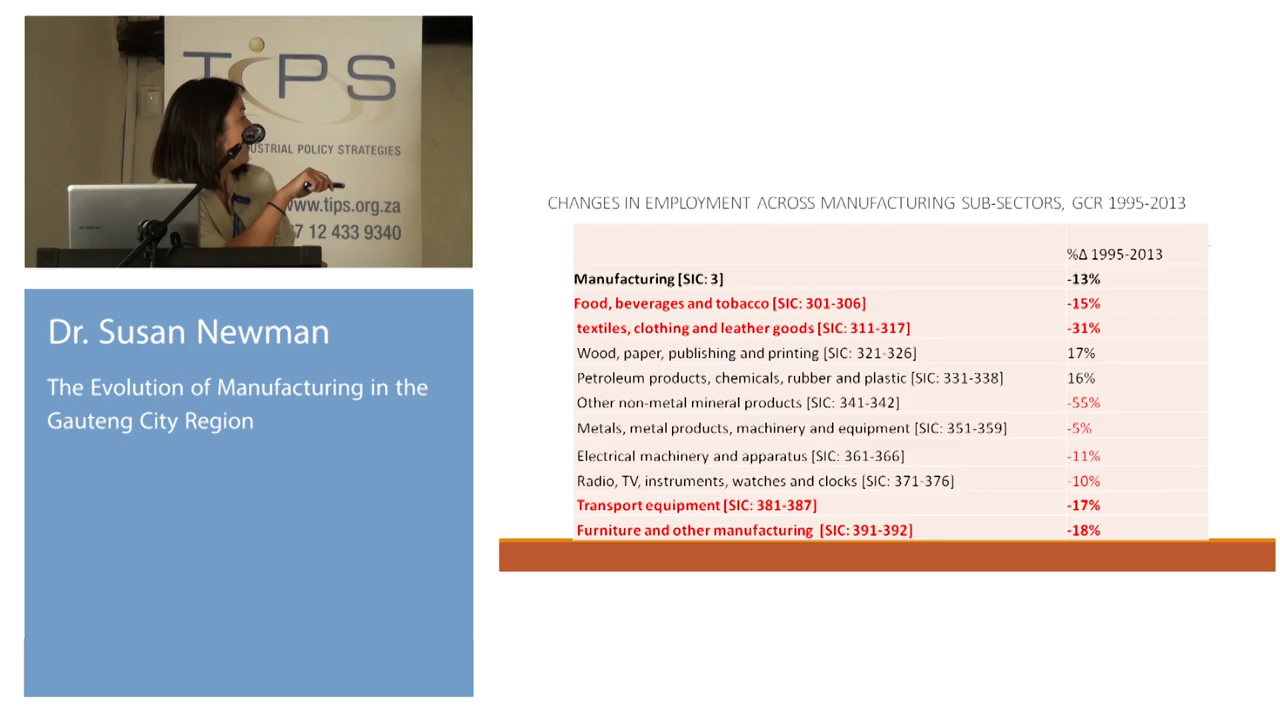 TiPS
USTRIAL POLICY STRATEGIES
www.tips.org.za
7 12 433 9340
Dr. Susan Newman
The Evolution of Manufacturing in the
Gauteng City Region
CHANGES IN EMPLOYMENT ACROSS MANUFACTURING SUB-SECTORS, GCR 1995-2013
%Δ 1995-2013
Manufacturing [SIC: 3] -13%
Food, beverages and tobacco [SIC: 301-306] -15%
textiles, clothing and leather goods [SIC: 311-317] -31%
Wood, paper, publishing and printing [SIC: 321-326] 17%
Petroleum products, chemicals, rubber and plastic [SIC: 331-338] 16%
Other non-metal mineral products [SIC: 341-342] -55%
Metals, metal products, machinery and equipment [SIC: 351-359] -5%
Electrical machinery and apparatus [SIC: 361-366] -11%
Radio, TV, instruments, watches and clocks [SIC: 371-376] -10%
Transport equipment [SIC: 381-387] -17%
Furniture and other manufacturing [SIC: 391-392] -18%